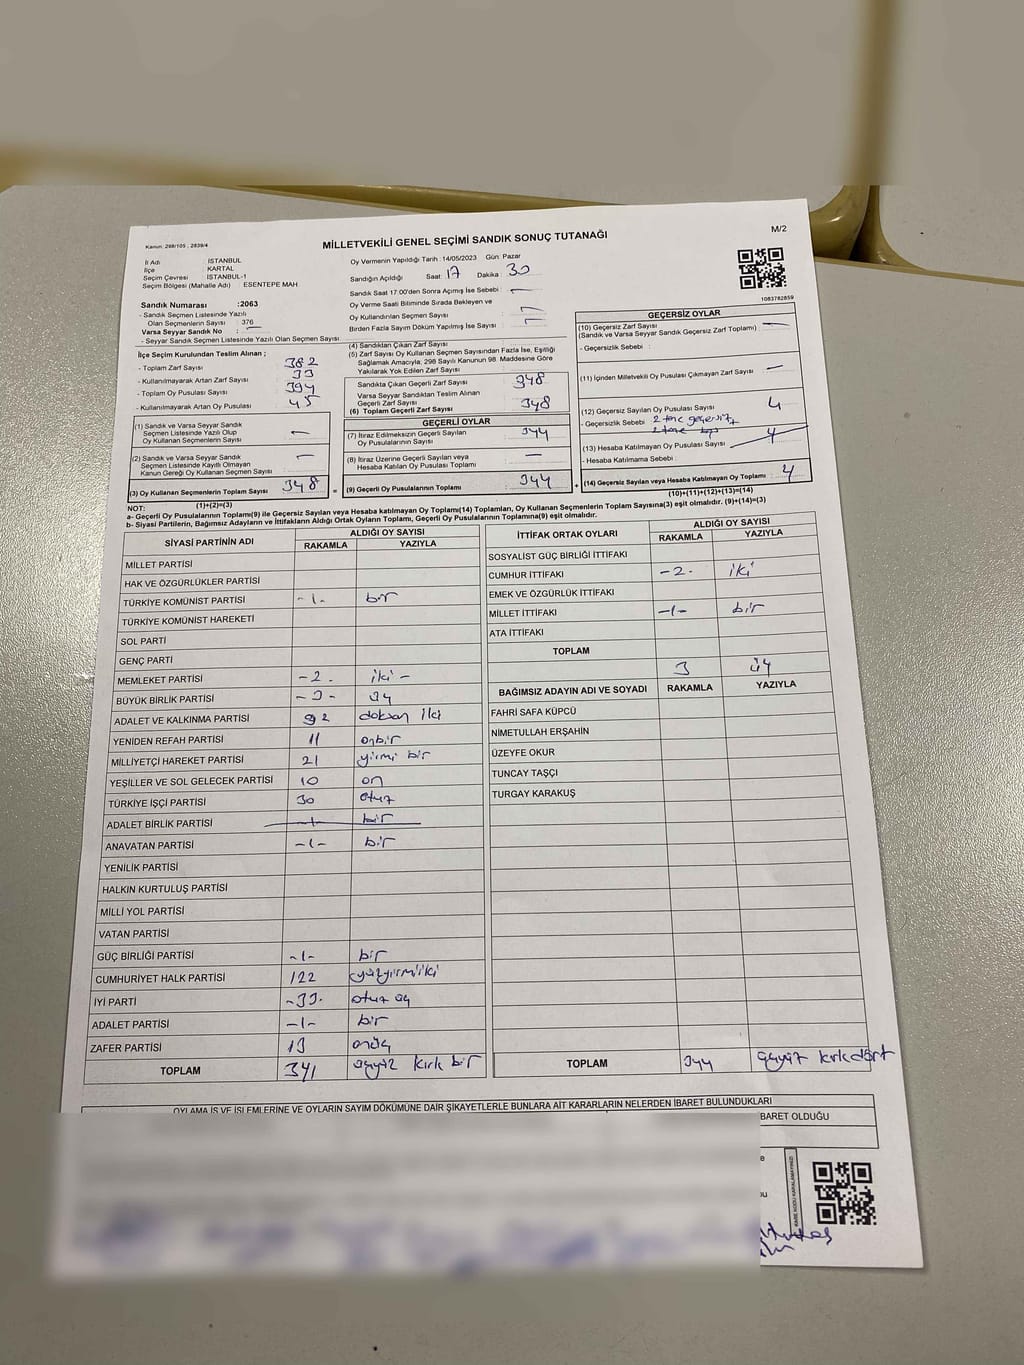 Kanun: 298/105 , 2839/4
MİLLETVEKİLİ GENEL SEÇİMİ SANDIK SONUÇ TUTANAĞI
M/2
İl Adı : İSTANBUL
İlçe : KARTAL
Seçim Çevresi : İSTANBUL-1
Seçim Bölgesi (Mahalle Adı) : ESENTEPE MAH
Oy Vermenin Yapıldığı Tarih : 14/05/2023 Gün: Pazar
Sandığın Açıldığı Saat: 17 Dakika: 30
Sandık Saat 17.00'den Sonra Açımış İse Sebebi : —
Oy Verme Saati Bitiminde Sırada Bekleyen ve
Oy Kullandırılan Seçmen Sayısı : —
Birden Fazla Sayım Döküm Yapılmış İse Sayısı : —
1083782859
Sandık Numarası :2063
- Sandık Seçmen Listesinde Yazılı
Olan Seçmenlerin Sayısı : 376
Varsa Seyyar Sandık No : —
- Seyyar Sandık Seçmen Listesinde Yazılı Olan Seçmen Sayısı :
İlçe Seçim Kurulundan Teslim Alınan ;
- Toplam Zarf Sayısı : 382
- Kullanılmayarak Artan Zarf Sayısı : 33
- Toplam Oy Pusulası Sayısı : 394
- Kullanılmayarak Artan Oy Pusulası : 45
(1) Sandık ve Varsa Seyyar Sandık
Seçmen Listesinde Yazılı Olup
Oy Kullanan Seçmenlerin Sayısı : —
(2) Sandık ve Varsa Seyyar Sandık
Seçmen Listesinde Kayıtlı Olmayan
Kanun Gereği Oy Kullanan Seçmen Sayısı : —
(3) Oy Kullanan Seçmenlerin Toplam Sayısı : 348
(1)+(2)=(3)
(4) Sandıktan Çıkan Zarf Sayısı :
(5) Zarf Sayısı Oy Kullanan Seçmen Sayısından Fazla İse, Eşitliği
Sağlamak Amacıyla, 298 Sayılı Kanunun 98. Maddesine Göre
Yakılarak Yok Edilen Zarf Sayısı :
Sandıkta Çıkan Geçerli Zarf Sayısı : 348
Varsa Seyyar Sandıktan Teslim Alınan
Geçerli Zarf Sayısı
(6) Toplam Geçerli Zarf Sayısı : 348
GEÇERLİ OYLAR
(7) İtiraz Edilmeksizin Geçerli Sayılan
Oy Pusulalarının Sayısı : 344
(8) İtiraz Üzerine Geçerli Sayılan veya
Hesaba Katılan Oy Pusulası Toplamı : —
= (9) Geçerli Oy Pusulalarının Toplamı : 344
GEÇERSİZ OYLAR
(10) Geçersiz Zarf Sayısı : —
(Sandık ve Varsa Seyyar Sandık Geçersiz Zarf Toplamı)
- Geçersizlik Sebebi :
(11) İçinden Milletvekili Oy Pusulası Çıkmayan Zarf Sayısı : —
(12) Geçersiz Sayılan Oy Pusulası Sayısı : 4
- Geçersizlik Sebebi : 2 tane geçersiz
2 tane
(13) Hesaba Katılmayan Oy Pusulası Sayısı : 4
- Hesaba Katılmama Sebebi :
+ (14) Geçersiz Sayılan veya Hesaba Katılmayan Oy Toplamı : 4
(10)+(11)+(12)+(13)=(14)
NOT:
a- Geçerli Oy Pusulalarının Toplamı(9) ile Geçersiz Sayılan veya Hesaba katılmayan Oy Toplamı(14) Toplamları, Oy Kullanan Seçmenlerin Toplam Sayısına(3) eşit olmalıdır. (9)+(14)=(3)
b- Siyasi Partilerin, Bağımsız Adayların ve İttifakların Aldığı Ortak Oyların Toplam, Geçerli Oy Pusulalarının Toplamına(9) eşit olmalıdır.
SİYASİ PARTİNİN ADI ALDIĞI OY SAYISI
RAKAMLA YAZIYLA
MİLLET PARTİSİ
HAK VE ÖZGÜRLÜKLER PARTİSİ
TÜRKİYE KOMÜNİST PARTİSİ -1- bir
TÜRKİYE KOMÜNİST HAREKETİ
SOL PARTİ
GENÇ PARTİ
MEMLEKET PARTİSİ -2- iki -
BÜYÜK BİRLİK PARTİSİ -3- üç
ADALET VE KALKINMA PARTİSİ 92 doksan iki
YENİDEN REFAH PARTİSİ 11 onbir
MİLLİYETÇİ HAREKET PARTİSİ 21 yirmi bir
YEŞİLLER VE SOL GELECEK PARTİSİ 10 on
TÜRKİYE İŞÇİ PARTİSİ 30 otuz
ADALET BİRLİK PARTİSİ -1- bir
ANAVATAN PARTİSİ -1- bir
YENİLİK PARTİSİ
HALKIN KURTULUŞ PARTİSİ
MİLLİ YOL PARTİSİ
VATAN PARTİSİ
GÜÇ BİRLİĞİ PARTİSİ -1- bir
CUMHURİYET HALK PARTİSİ 122 yüzyirmiiki
İYİ PARTİ -33- otuz üç
ADALET PARTİSİ -1- bir
ZAFER PARTİSİ 13 onüç
TOPLAM 341 üçyüz kırk bir
İTTİFAK ORTAK OYLARI ALDIĞI OY SAYISI
RAKAMLA YAZIYLA
SOSYALİST GÜÇ BİRLİĞİ İTTİFAKI
CUMHUR İTTİFAKI -2- iki
EMEK VE ÖZGÜRLÜK İTTİFAKI
MİLLET İTTİFAKI -1- bir
ATA İTTİFAKI
TOPLAM 3 üç
BAĞIMSIZ ADAYIN ADI VE SOYADI RAKAMLA YAZIYLA
FAHRİ SAFA KÜPCÜ
NİMETULLAH ERŞAHİN
ÜZEYFE OKUR
TUNCAY TAŞÇI
TURGAY KARAKUŞ
TOPLAM 344 üçyüz kırkdört
OYLAMA İŞ VE İŞLEMLERİNE VE OYLARIN SAYIM DÖKÜMÜNE DAİR ŞİKAYETLERLE BUNLARA AİT KARARLARIN NELERDEN İBARET BULUNDUKLARI
BARET OLDUĞU